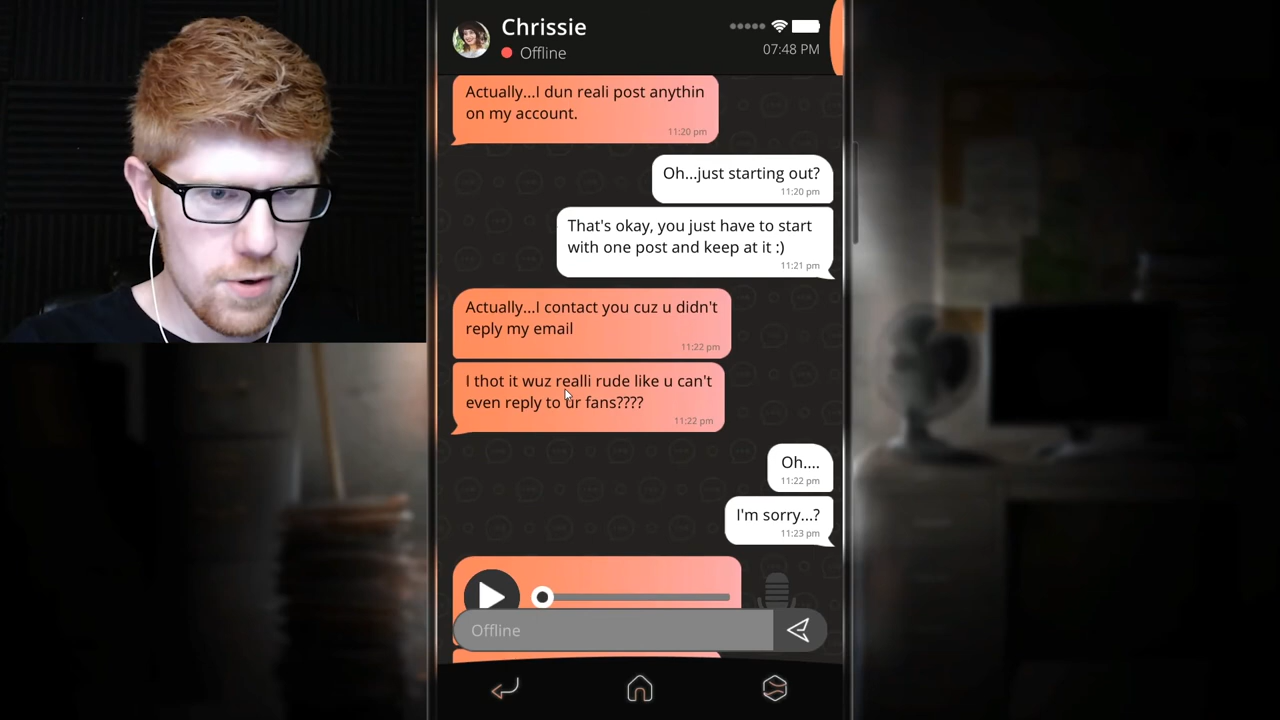 Chrissie
Offline
07:48 PM
Actually...I dun reali post anythin
on my account.
11:20 pm
Oh...just starting out?
11:20 pm
That's okay, you just have to start
with one post and keep at it :)
11:21 pm
Actually...I contact you cuz u didn't
reply my email
11:22 pm
I thot it wuz realli rude like u can't
even reply to ur fans????
11:22 pm
Oh....
11:22 pm
I'm sorry...?
11:23 pm
Offline